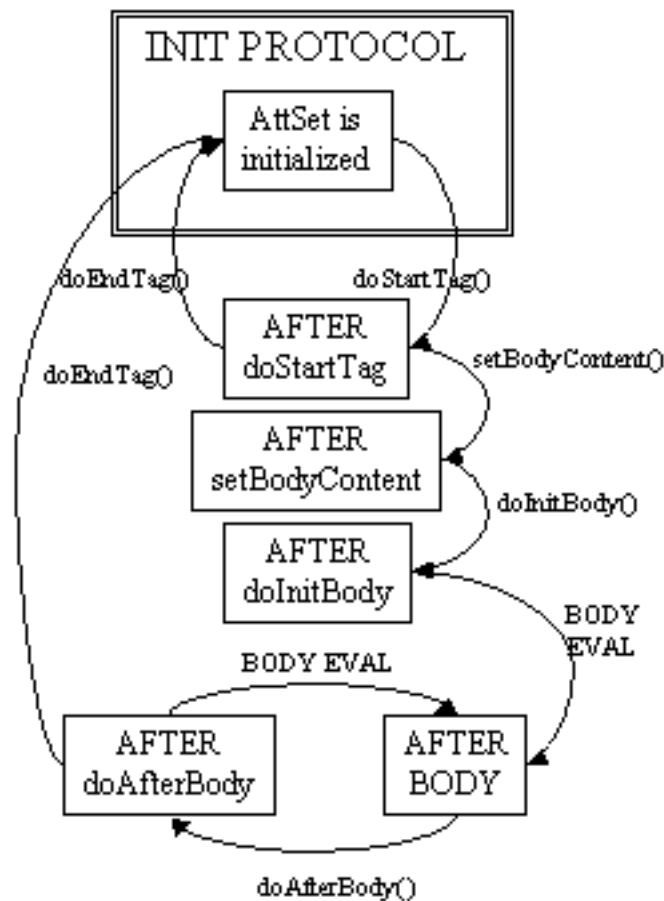 INIT PROTOCOL
AttSet is
initialized
doEndTag()
doStartTag()
AFTER
doStartTag
setBodyContent()
doEndTag()
AFTER
setBodyContent
doInitBody()
AFTER
doInitBody
BODY
EVAL
BODY EVAL
AFTER
doAfterBody
AFTER
BODY
doAfterBody()